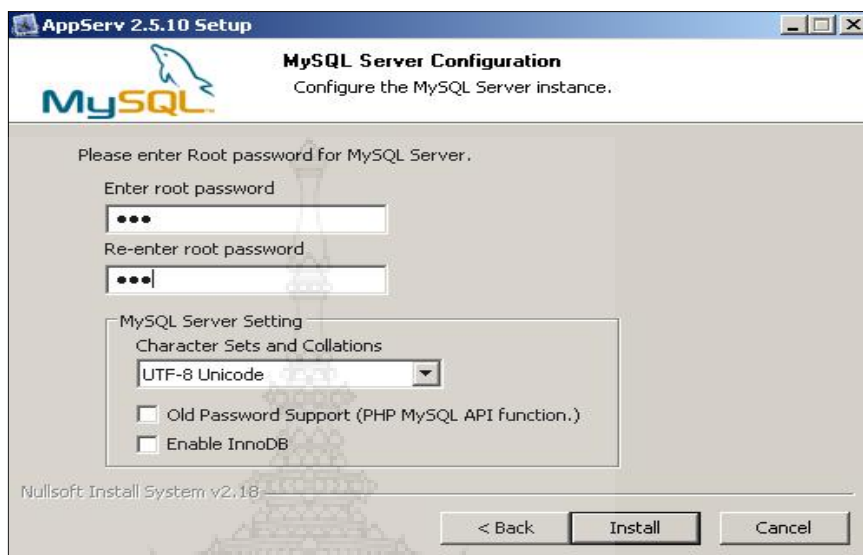 AppServ 2.5.10 Setup
MySQL
MySQL Server Configuration
Configure the MySQL Server instance.
Please enter Root password for MySQL Server.
Enter root password
●●●
Re-enter root password
●●●
MySQL Server Setting
Character Sets and Collations
UTF-8 Unicode
Old Password Support (PHP MySQL API function.)
Enable InnoDB
Nullsoft Install System v2.18
< Back Install Cancel